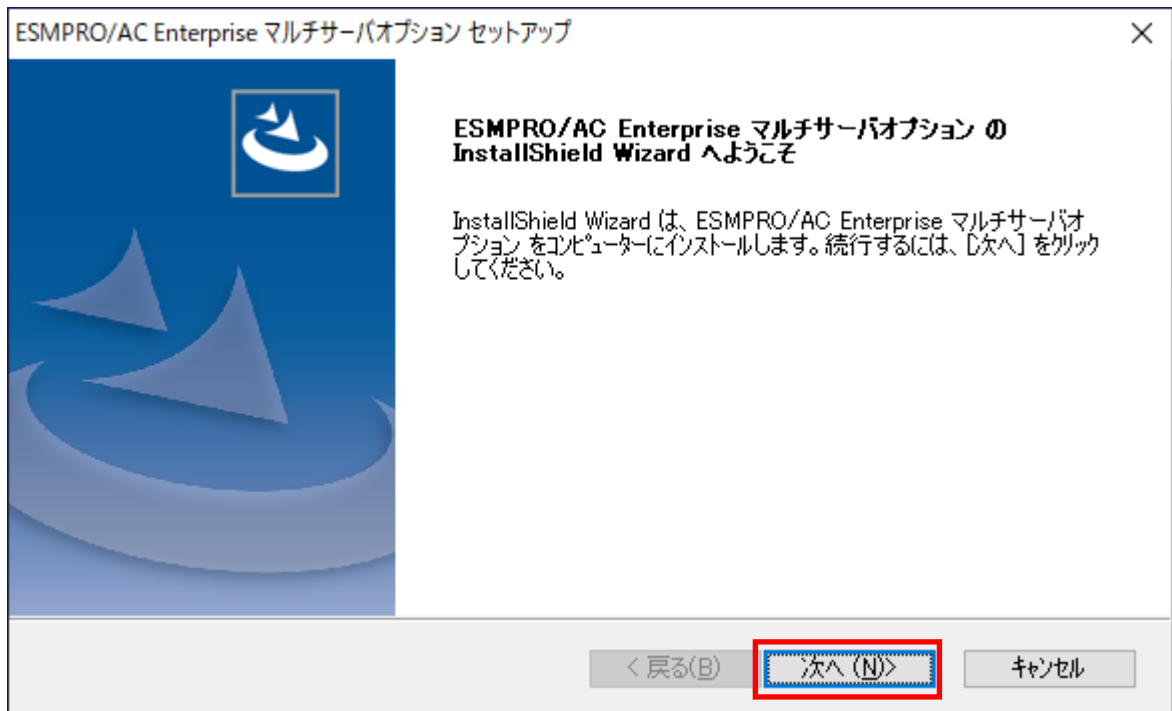 ESMPRO/AC Enterprise マルチサーバオプション セットアップ
ESMPRO/AC Enterprise マルチサーバオプション の
InstallShield Wizard へようこそ
InstallShield Wizard は、ESMPRO/AC Enterprise マルチサーバオ
プション をコンピューターにインストールします。続行するには、[次へ] をクリック
してください。
< 戻る(B)
次へ (N)>
キャンセル